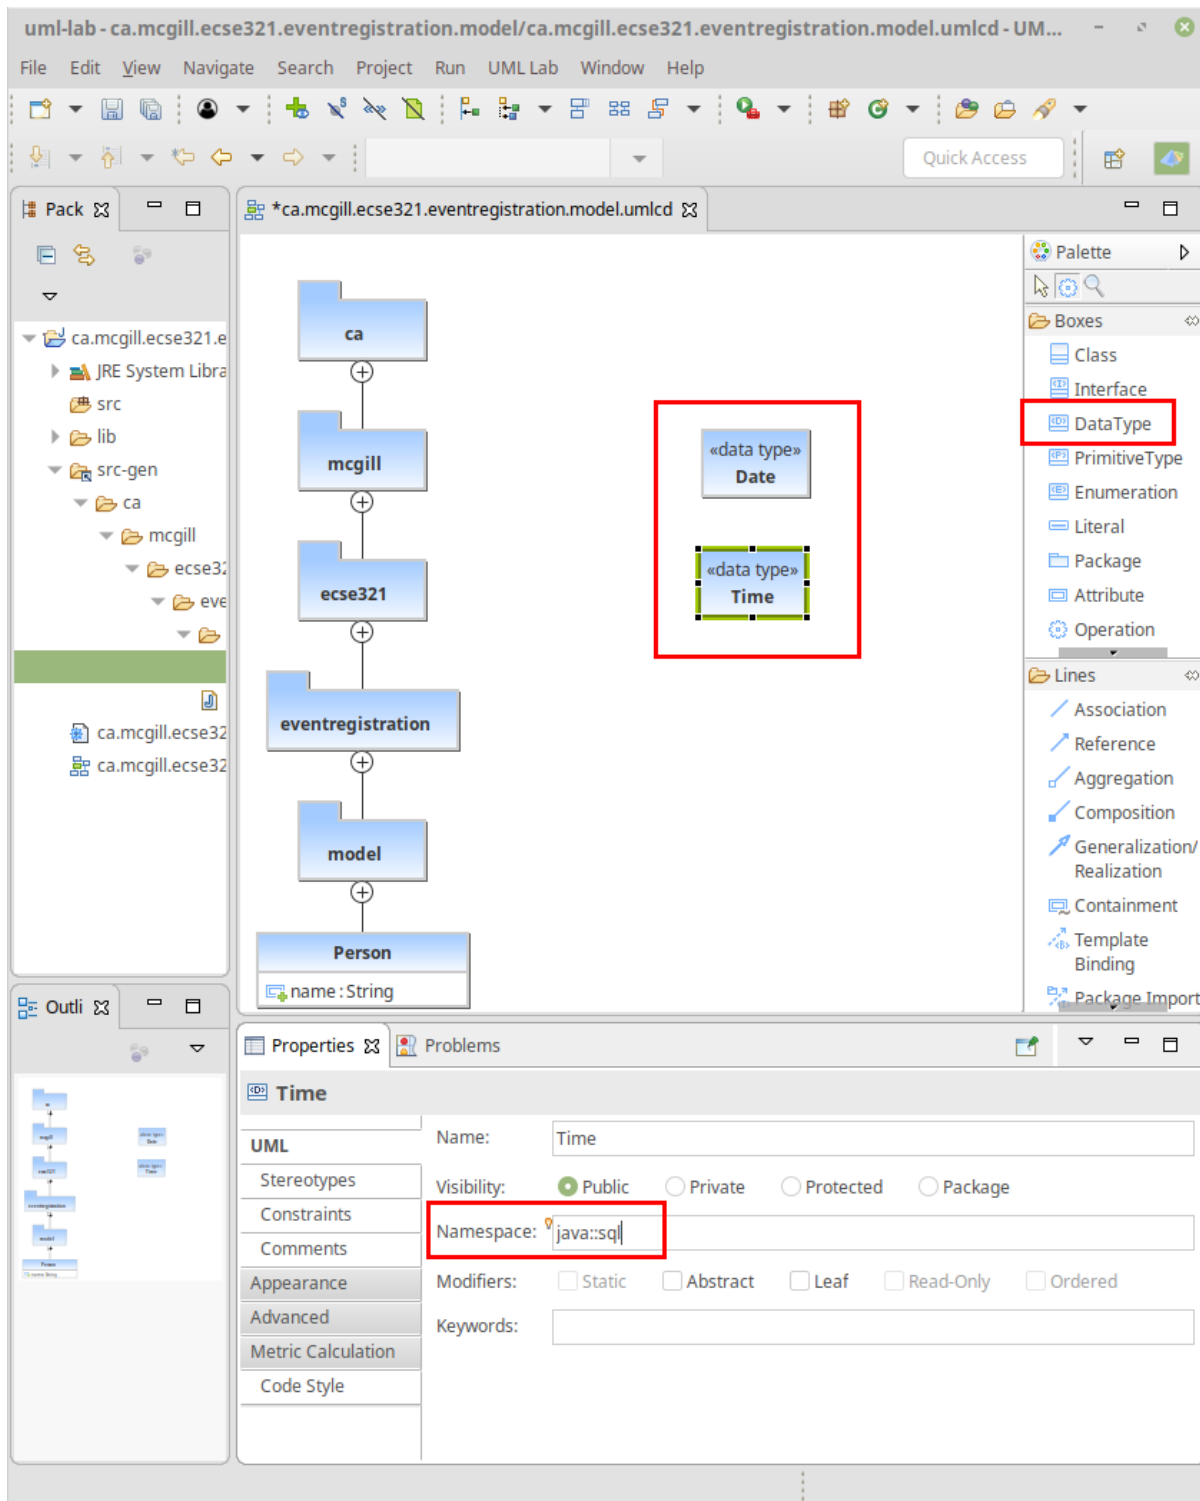 uml-lab - ca.mcgill.ecse321.eventregistration.model/ca.mcgill.ecse321.eventregistration.model.umlcd - UM...
File Edit View Navigate Search Project Run UML Lab Window Help
Quick Access
Pack
*ca.mcgill.ecse321.eventregistration.model.umlcd
ca.mcgill.ecse321.e
JRE System Libra
src
lib
src-gen
ca
mcgill
ecse32
eve
ca.mcgill.ecse32
ca.mcgill.ecse32
ca
mcgill
ecse321
eventregistration
model
Person
name : String
«data type»
Date
«data type»
Time
Palette
Boxes
Class
Interface
DataType
PrimitiveType
Enumeration
Literal
Package
Attribute
Operation
Lines
Association
Reference
Aggregation
Composition
Generalization/
Realization
Containment
Template
Binding
Package Import
Outli
Properties
Problems
Time
UML
Stereotypes
Constraints
Comments
Appearance
Advanced
Metric Calculation
Code Style
Name: Time
Visibility: Public Private Protected Package
Namespace: java::sql
Modifiers: Static Abstract Leaf Read-Only Ordered
Keywords: